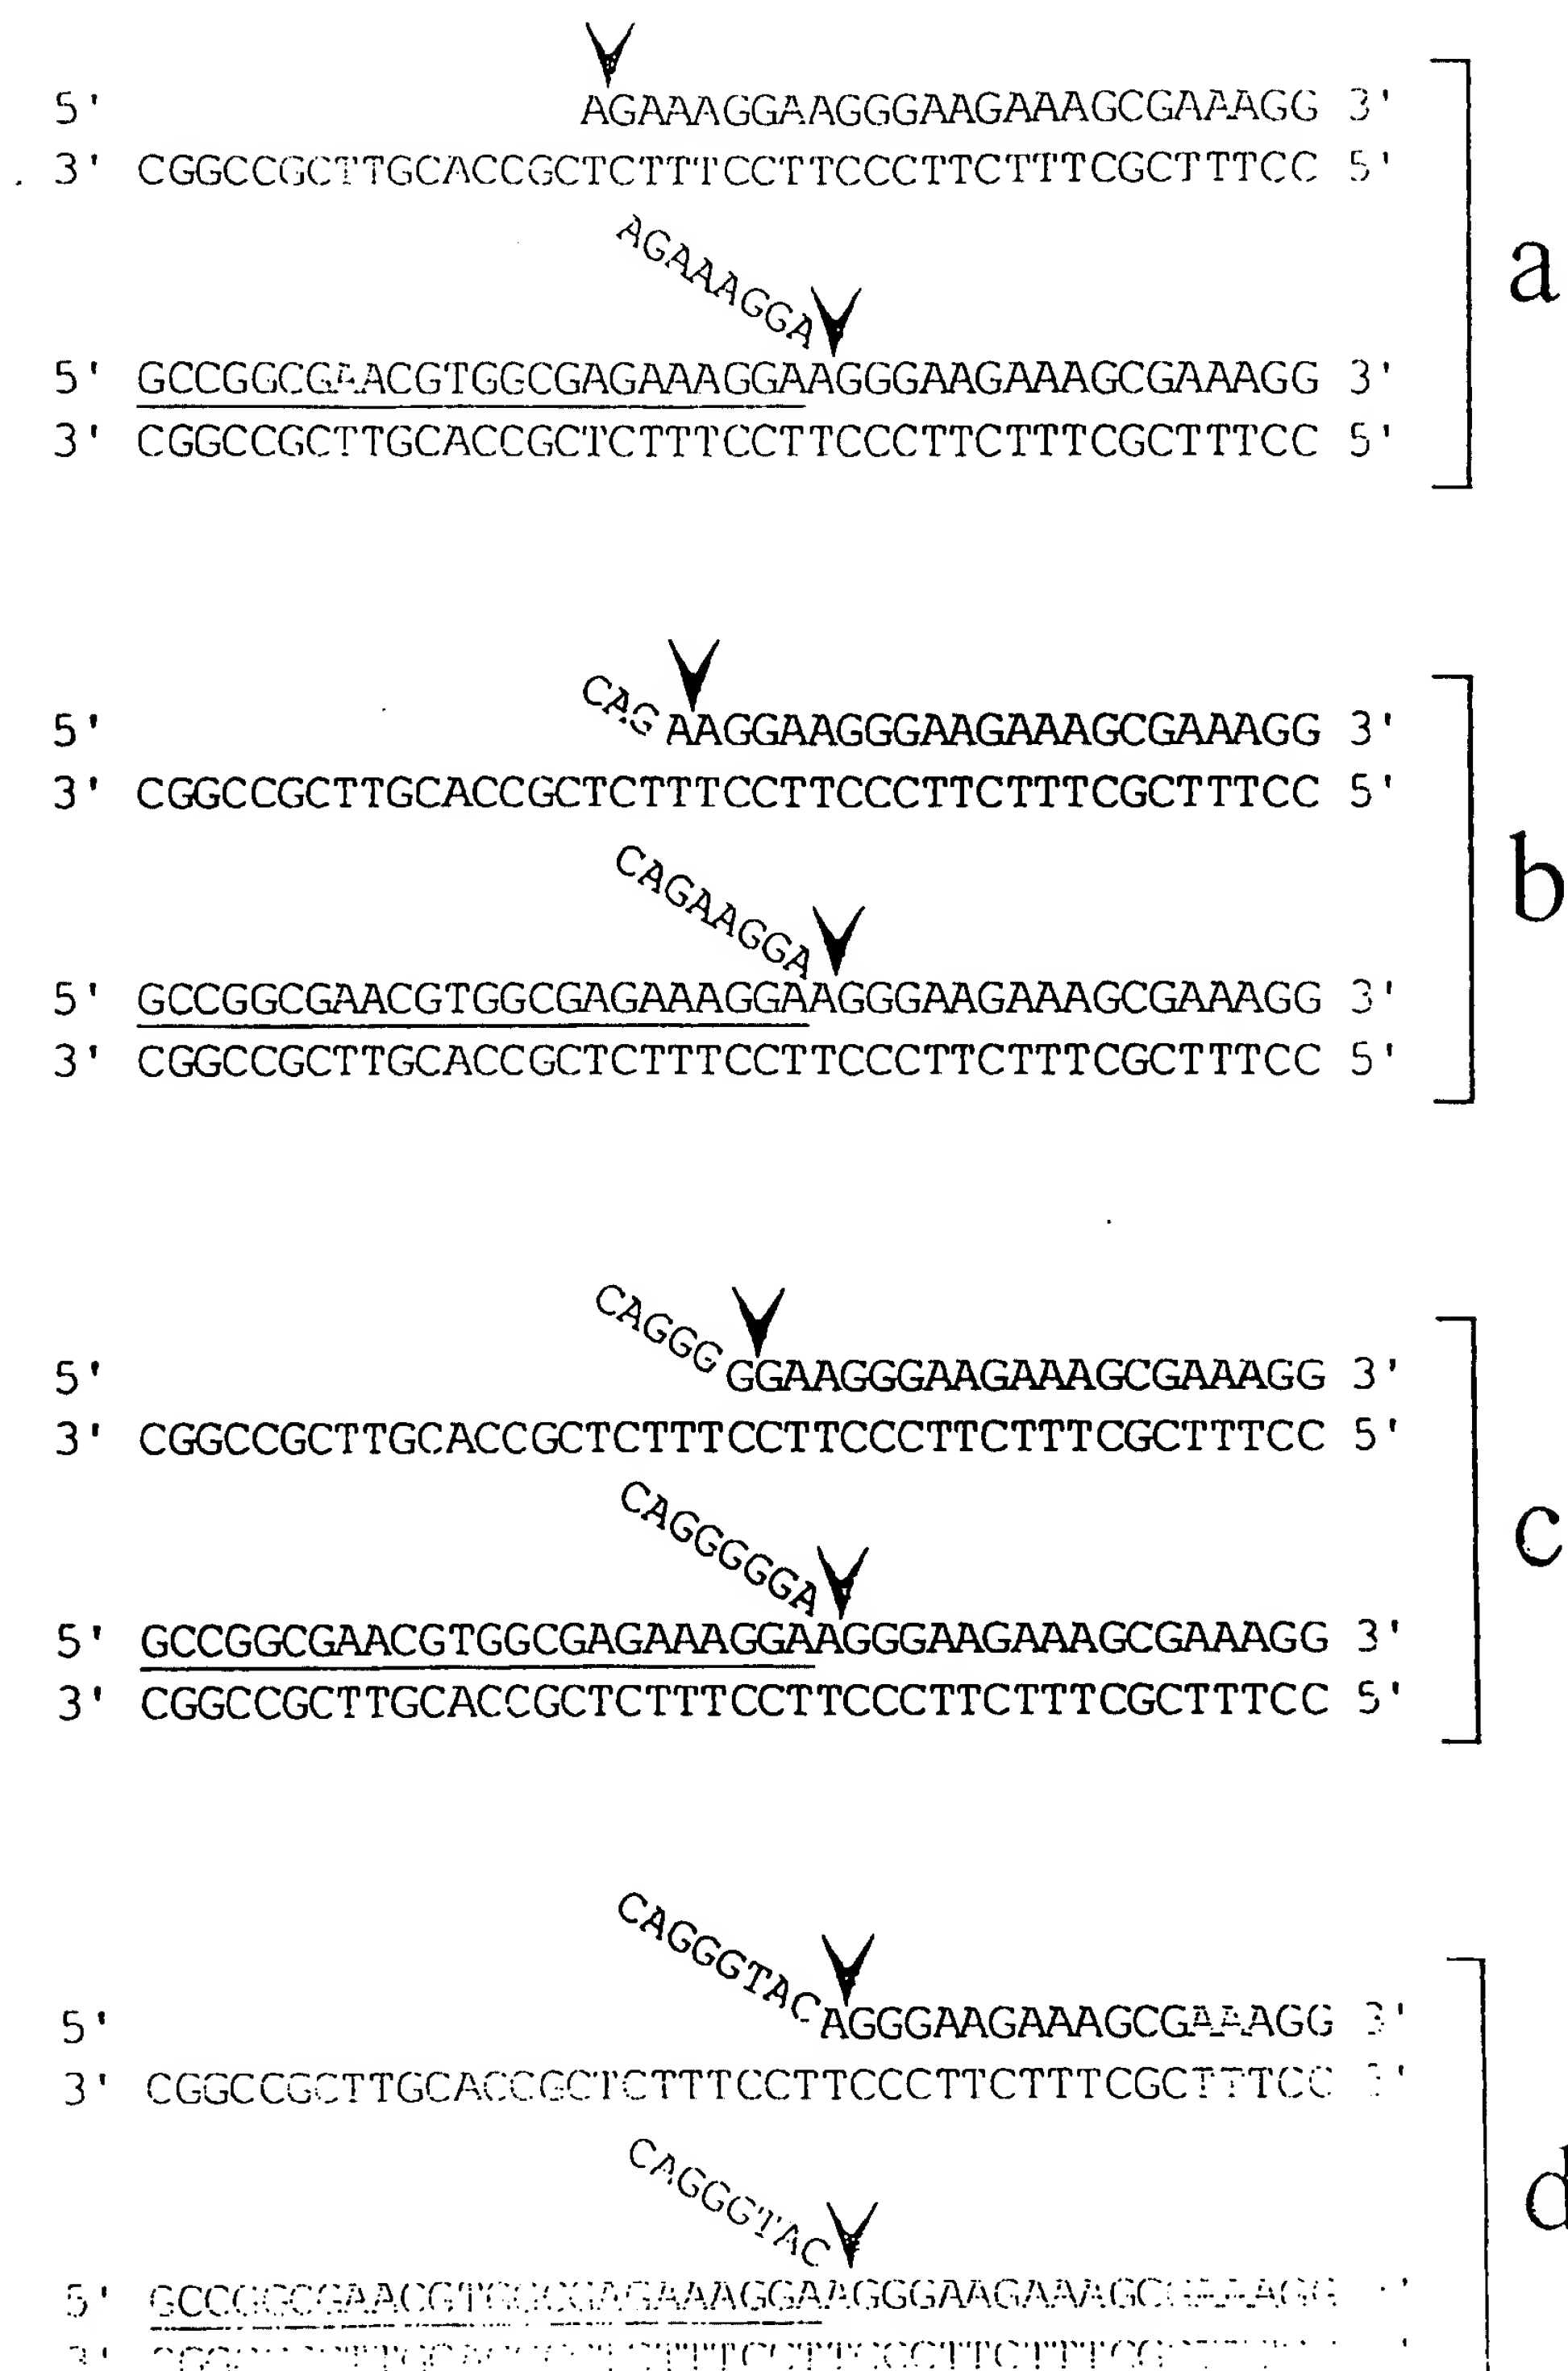 5' AGAAAGGAAGGGAAGAAAGCGAAAGG 3'
3' CGGCCGCTTGCACCGCTCTTTCCTTCCCTTCTTTCGCTTTCC 5'
AGAAAGGA
5' GCCGGCGAACGTGGCGAGAAAGGAAGGGAAGAAAGCGAAAGG 3'
3' CGGCCGCTTGCACCGCTCTTTCCTTCCCTTCTTTCGCTTTCC 5'
a
CAG
5' AAGGAAGGGAAGAAAGCGAAAGG 3'
3' CGGCCGCTTGCACCGCTCTTTCCTTCCCTTCTTTCGCTTTCC 5'
CAGAAGGA
5' GCCGGCGAACGTGGCGAGAAAGGAAGGGAAGAAAGCGAAAGG 3'
3' CGGCCGCTTGCACCGCTCTTTCCTTCCCTTCTTTCGCTTTCC 5'
b
CAGGG
5' GGAAGGGAAGAAAGCGAAAGG 3'
3' CGGCCGCTTGCACCGCTCTTTCCTTCCCTTCTTTCGCTTTCC 5'
CAGGGGGA
5' GCCGGCGAACGTGGCGAGAAAGGAAGGGAAGAAAGCGAAAGG 3'
3' CGGCCGCTTGCACCGCTCTTTCCTTCCCTTCTTTCGCTTTCC 5'
c
CAGGGTAC
5' AGGGAAGAAAGCGAAAGG 3'
3' CGGCCGCTTGCACCGCTCTTTCCTTCCCTTCTTTCGCTTTCC
CAGGGTAC
5' GCCGGCGAACGTGGCGAGAAAGGAAGGGAAGAAAGCGAAAGG
d